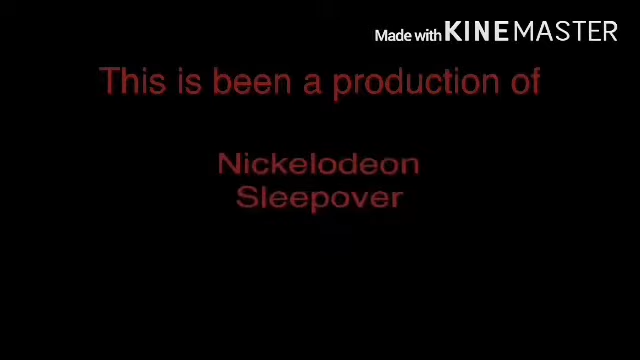 Made with KINEMASTER
This is been a production of
Nickelodeon
Sleepover